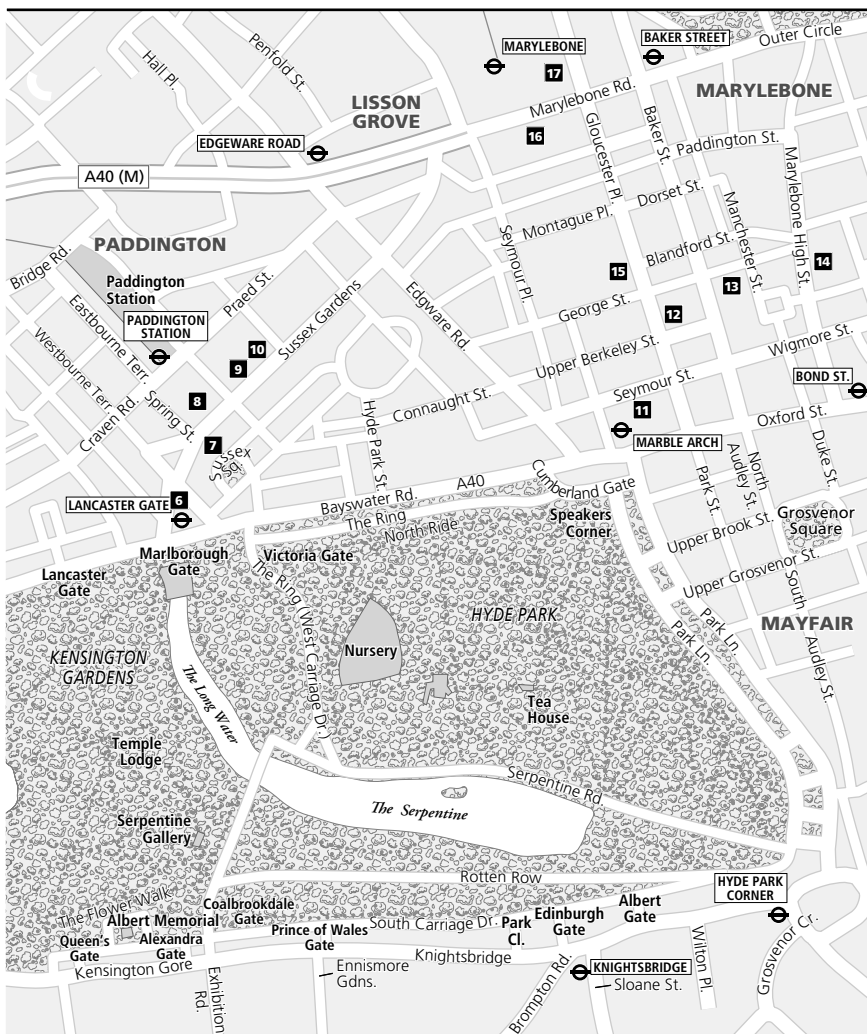 Penfold St.
Hall Pl.
MARYLEBONE
BAKER STREET
Outer Circle
17
LISSON
GROVE
Marylebone Rd.
MARYLEBONE
16
Gloucester Pl.
Baker St.
Paddington St.
EDGEWARE ROAD
A40 (M)
Marylebone High St.
Dorset St.
Montague Pl.
Manchester St.
Seymour Pl.
Blandford St.
PADDINGTON
Bridge Rd.
Paddington
Station
Praed St.
Sussex Gardens
Edgware Rd.
15
14
13
12
George St.
PADDINGTON
STATION
Eastbourne Terr.
Westbourne Terr.
10
9
Upper Berkeley St.
Wigmore St.
Seymour St.
BOND ST.
8
Connaught St.
Hyde Park St.
11
Oxford St.
MARBLE ARCH
Craven Rd.
Spring St.
7
Sussex
Sq.
Duke St.
North
Audley St.
Park St.
A40
Cumberland Gate
Bayswater Rd.
6
LANCASTER GATE
The Ring
North Ride
Speakers
Corner
Grosvenor
Square
Upper Brook St.
Marlborough
Gate
Victoria Gate
Lancaster
Gate
Upper Grosvenor St.
The Ring (West Carriage Dr.)
HYDE PARK
Park Ln.
Park Ln.
South
Audley St.
MAYFAIR
Nursery
KENSINGTON
GARDENS
The Long Water
Tea
House
Temple
Lodge
Serpentine Rd.
The Serpentine
Serpentine
Gallery
Rotten Row
HYDE PARK
CORNER
The Flower Walk
Coalbrookdale
Gate
Albert Memorial
Albert
Gate
Edinburgh
Gate
South Carriage Dr.
Park
Cl.
Prince of Wales
Gate
Queen's
Gate
Alexandra
Gate
Knightsbridge
Kensington Gore
Ennismore
Gdns.
Exhibition
Rd.
Brompton Rd.
KNIGHTSBRIDGE
Sloane St.
Wilton Pl.
Grosvenor Cr.